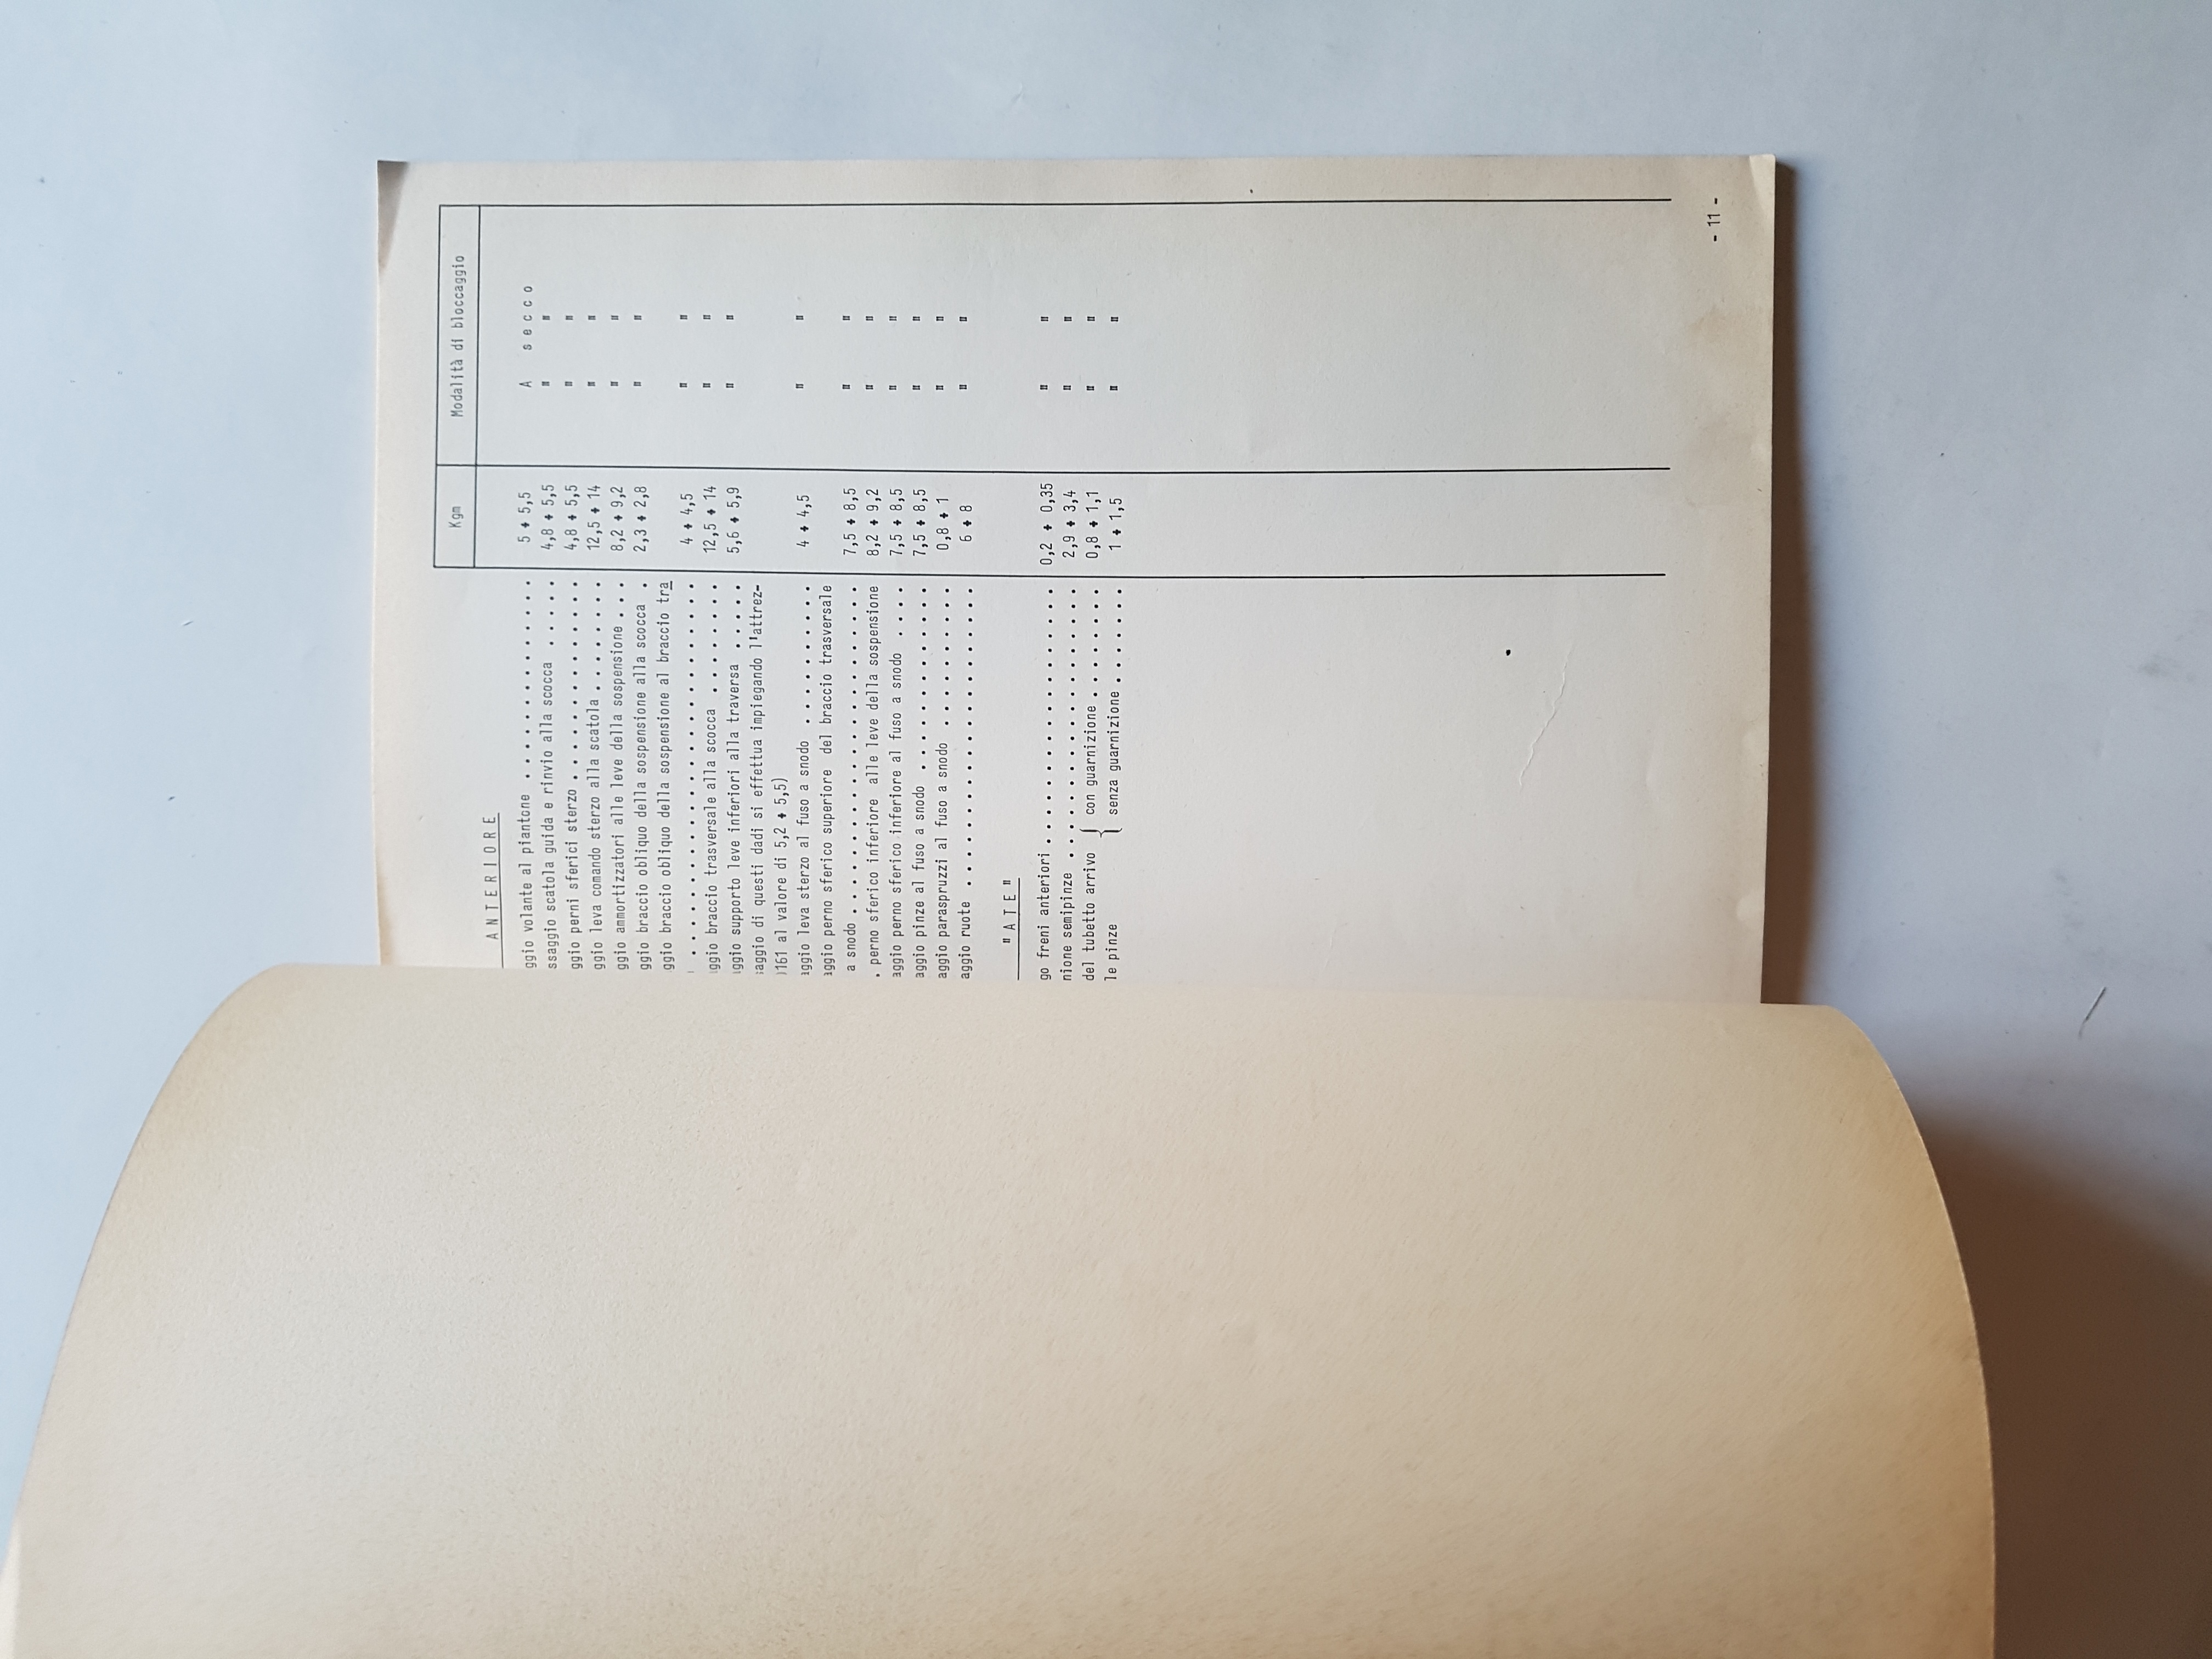 Kgm Modalità di bloccaggio
ANTERIORE
ggio volante al piantone . . . . . . . . . . . . . 5 ÷ 5,5 A secco
ssaggio scatola guida e rinvio alla scocca . . . . . 4,8 ÷ 5,5 " "
ggio perni sferici sterzo . . . . . . . . . . . . . 4,8 ÷ 5,5 " "
ggio leva comando sterzo alla scatola . . . . . . . 12,5 ÷ 14 " "
ggio ammortizzatori alle leve della sospensione . . . 8,2 ÷ 9,2 " "
ggio braccio obliquo della sospensione alla scocca . 2,3 ÷ 2,8 " "
ggio braccio obliquo della sospensione al braccio tra
. . . . . . . . . . . . . . . . . . . . . . . . . 4 ÷ 4,5 " "
ggio braccio trasversale alla scocca . . . . . . . . 12,5 ÷ 14 " "
ggio supporto leve inferiori alla traversa . . . . . 5,6 ÷ 5,9 " "
saggio di questi dadi si effettua impiegando l'attrez-
161 al valore di 5,2 ÷ 5,5)
aggio leva sterzo al fuso a snodo . . . . . . . . . 4 ÷ 4,5 " "
aggio perno sferico superiore del braccio trasversale
a snodo . . . . . . . . . . . . . . . . . . . . . . 7,5 ÷ 8,5 " "
. perno sferico inferiore alle leve della sospensione 8,2 ÷ 9,2 " "
aggio perno sferico inferiore al fuso a snodo . . . . 7,5 ÷ 8,5 " "
aggio pinze al fuso a snodo . . . . . . . . . . . . 7,5 ÷ 8,5 " "
aggio paraspruzzi al fuso a snodo . . . . . . . . . 0,8 ÷ 1 " "
aggio ruote . . . . . . . . . . . . . . . . . . . . 6 ÷ 8 " "
"ATE"
go freni anteriori . . . . . . . . . . . . . . . . . 0,2 ÷ 0,35 " "
nione semipinze . . . . . . . . . . . . . . . . . . 2,9 ÷ 3,4 " "
del tubetto arrivo { con guarnizione . . . . . . . . 0,8 ÷ 1,1 " "
le pinze { senza guarnizione . . . . . . . 1 ÷ 1,5 " "
- 11 -